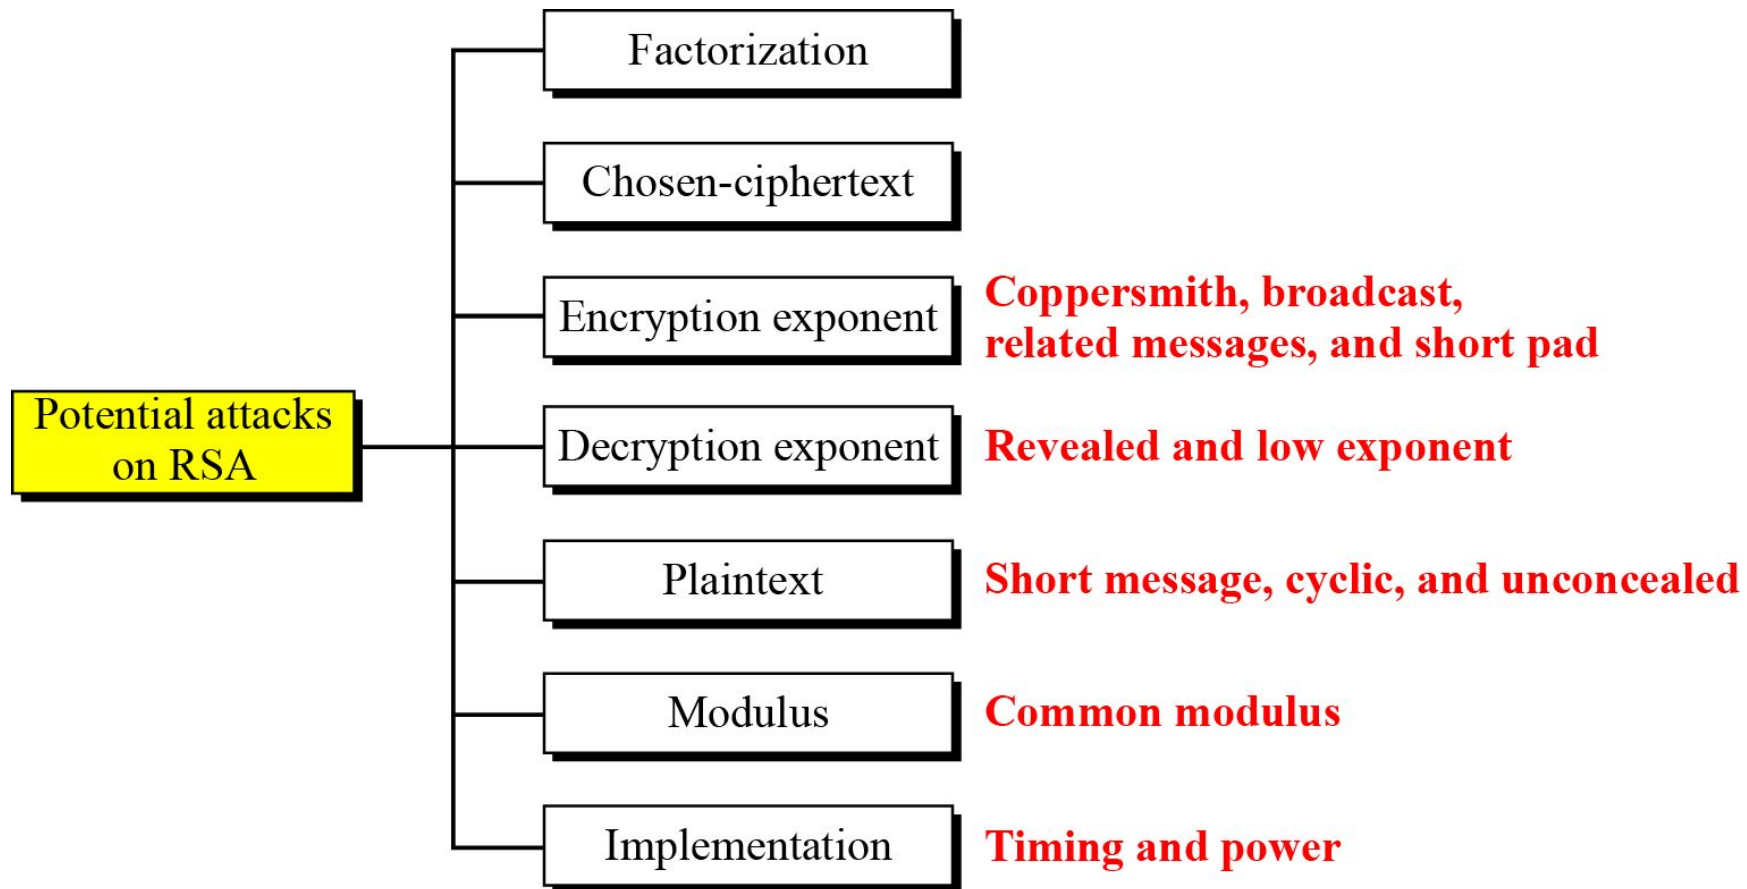 Factorization
Chosen-ciphertext
Encryption exponent
Coppersmith, broadcast,
related messages, and short pad
Potential attacks
on RSA
Decryption exponent
Revealed and low exponent
Plaintext
Short message, cyclic, and unconcealed
Modulus
Common modulus
Implementation
Timing and power